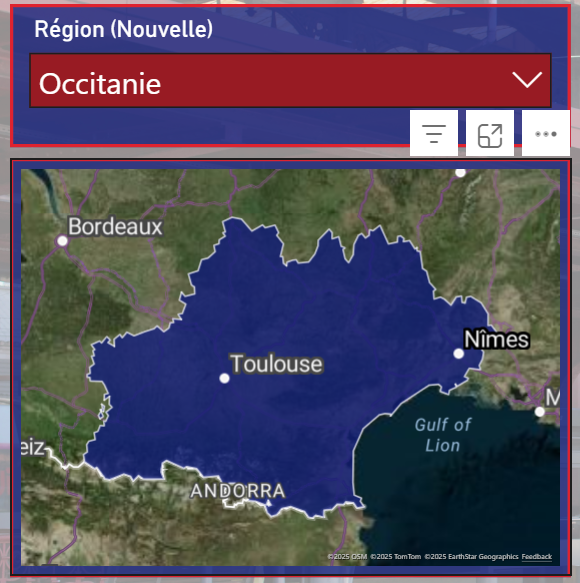 Région (Nouvelle)
Occitanie
Bordeaux
Nîmes
Toulouse
M
Gulf of
Lion
eiz-
ANDORRA
©2025 OSM ©2025 TomTom ©2025 EarthStar Geographics Feedback